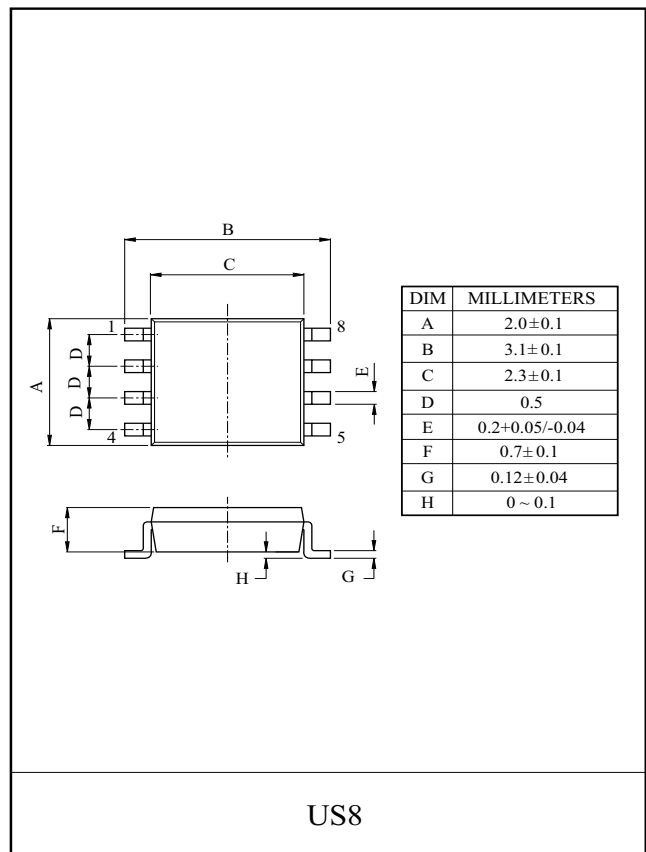 B
C
1
8
D
D
D
A
E
4
5
F
H
G
DIM MILLIMETERS
A 2.0±0.1
B 3.1±0.1
C 2.3±0.1
D 0.5
E 0.2+0.05/-0.04
F 0.7±0.1
G 0.12±0.04
H 0 ~ 0.1
US8